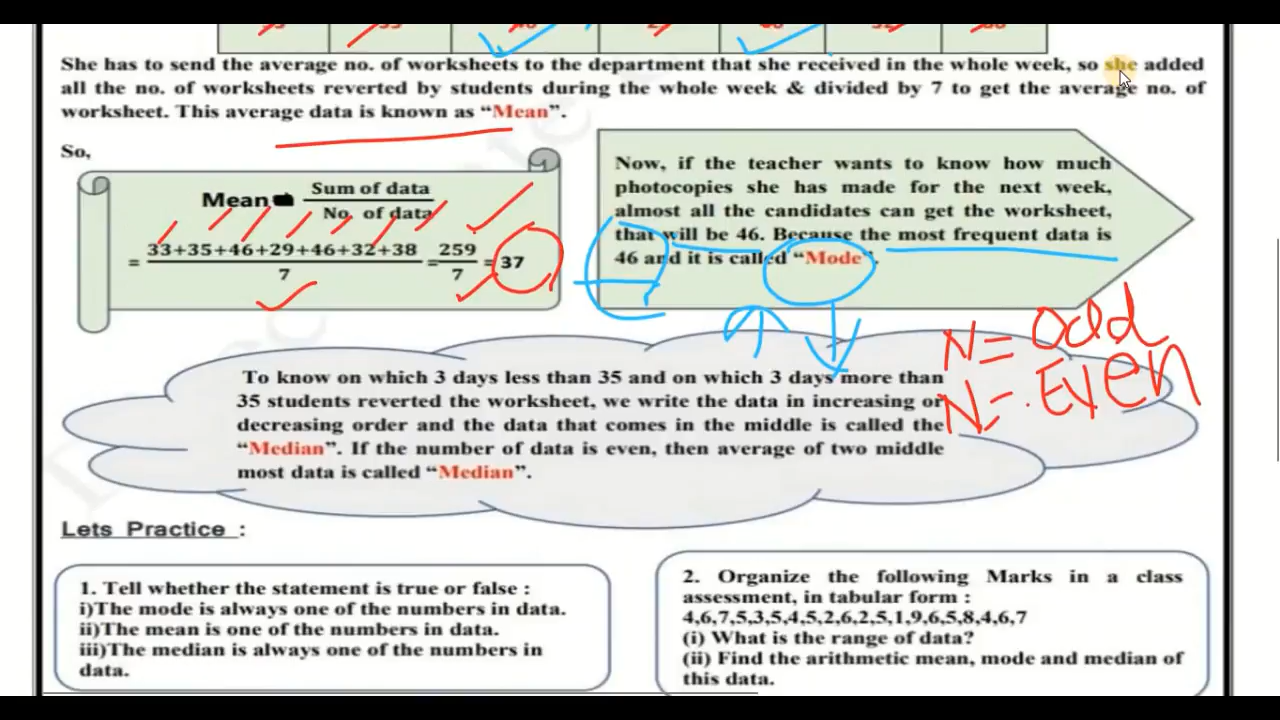 She has to send the average no. of worksheets to the department that she received in the whole week, so she added
all the no. of worksheets reverted by students during the whole week & divided by 7 to get the average no. of
worksheet. This average data is known as “Mean”.
So,
Mean = Sum of data / No. of data
= 33+35+46+29+46+32+38 / 7 = 259 / 7 = 37
Now, if the teacher wants to know how much
photocopies she has made for the next week,
almost all the candidates can get the worksheet,
that will be 46. Because the most frequent data is
46 and it is called “Mode”.
N= Odd
N= Even
To know on which 3 days less than 35 and on which 3 days more than
35 students reverted the worksheet, we write the data in increasing or
decreasing order and the data that comes in the middle is called the
“Median”. If the number of data is even, then average of two middle
most data is called “Median”.
Lets Practice :
1. Tell whether the statement is true or false :
i)The mode is always one of the numbers in data.
ii)The mean is one of the numbers in data.
iii)The median is always one of the numbers in
data.
2. Organize the following Marks in a class
assessment, in tabular form :
4,6,7,5,3,5,4,5,2,6,2,5,1,9,6,5,8,4,6,7
(i) What is the range of data?
(ii) Find the arithmetic mean, mode and median of
this data.